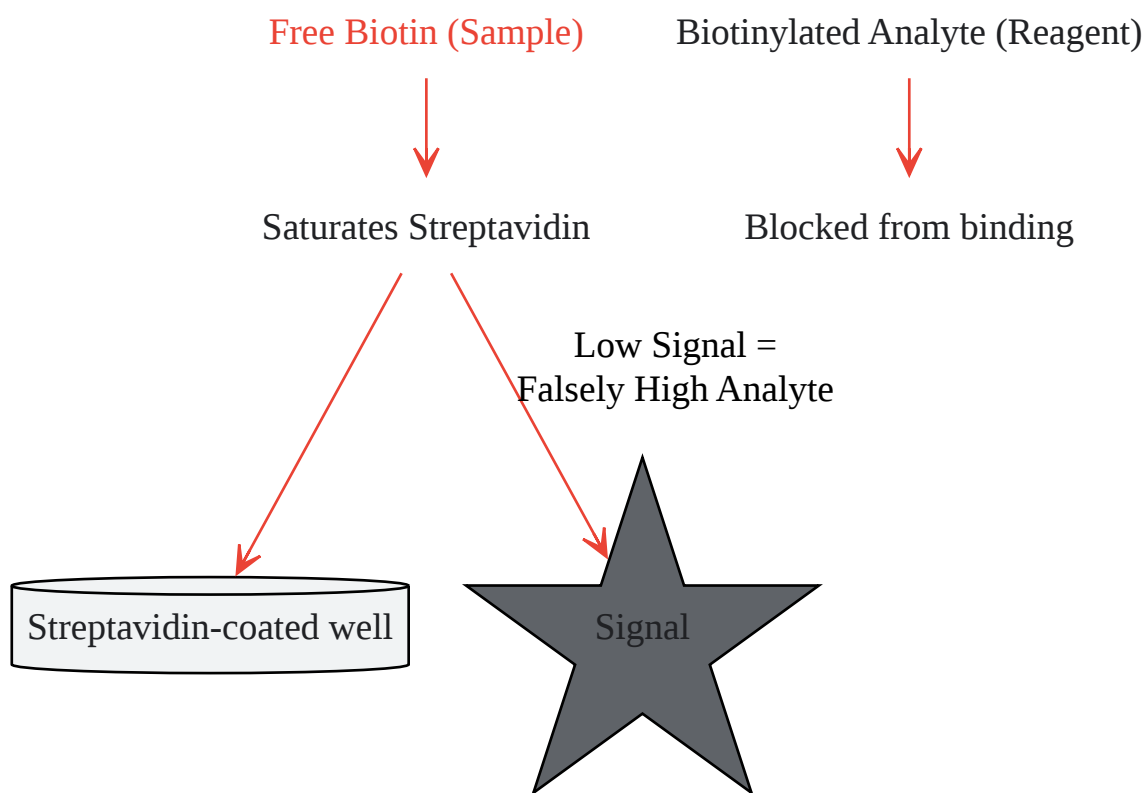 Free Biotin (Sample)
Biotinylated Analyte (Reagent)
Saturates Streptavidin
Blocked from binding
Low Signal =
Falsely High Analyte
Streptavidin-coated well
Signal